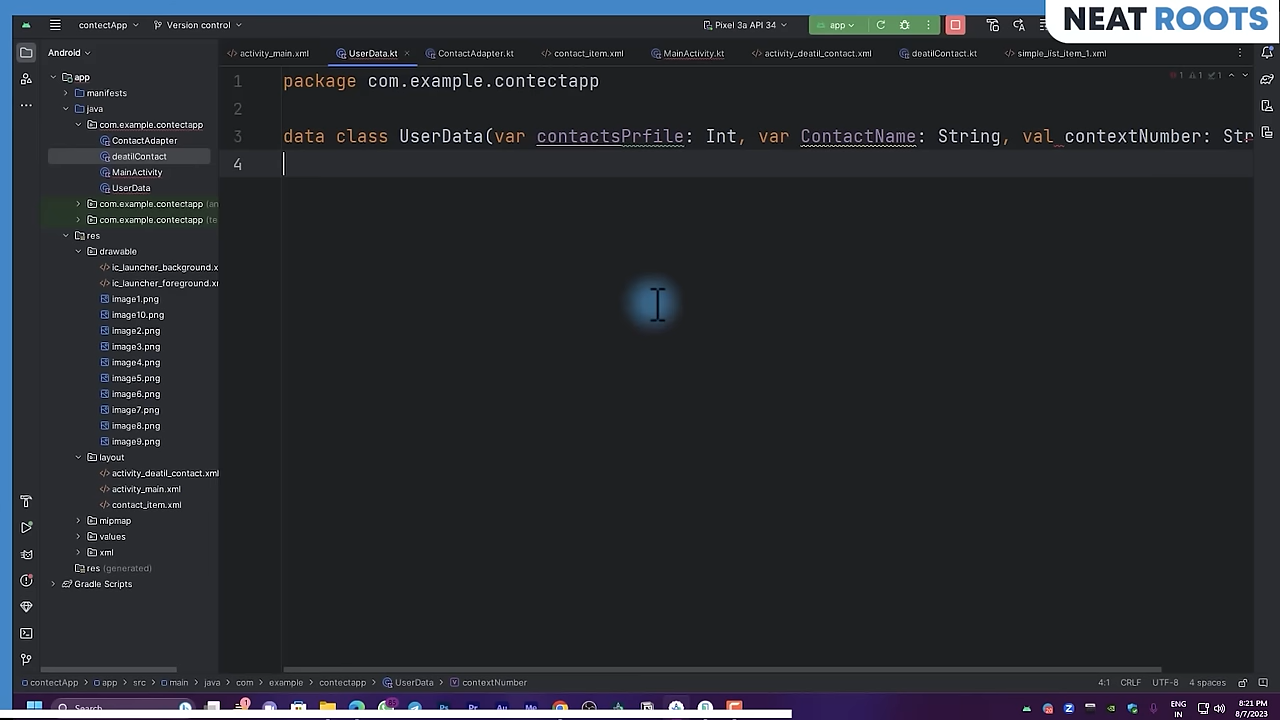 NEAT ROOTS
contectApp
Version control
Pixel 3a API 34
app
Android
activity_main.xml
UserData.kt
ContactAdapter.kt
contact_item.xml
MainActivity.kt
activity_deatil_contact.xml
deatilContact.kt
simple_list_item_1.xml
app
manifests
java
com.example.contectapp
ContactAdapter
deatilContact
MainActivity
UserData
com.example.contectapp (an
com.example.contectapp (te
res
drawable
ic_launcher_background.x
ic_launcher_foreground.x
image1.png
image10.png
image2.png
image3.png
image4.png
image5.png
image6.png
image7.png
image8.png
image9.png
layout
activity_deatil_contact.xml
activity_main.xml
contact_item.xml
mipmap
values
xml
res (generated)
Gradle Scripts
1 package com.example.contectapp
2
3 data class UserData(var contactsPrfile: Int, var ContactName: String, val contextNumber: Str
4
1 1 1
contectApp > app > src > main > java > com > example > contectapp > UserData > contextNumber
4:1 CRLF UTF-8 4 spaces
Search
ENG
IN
8:21 PM
8/7/2023